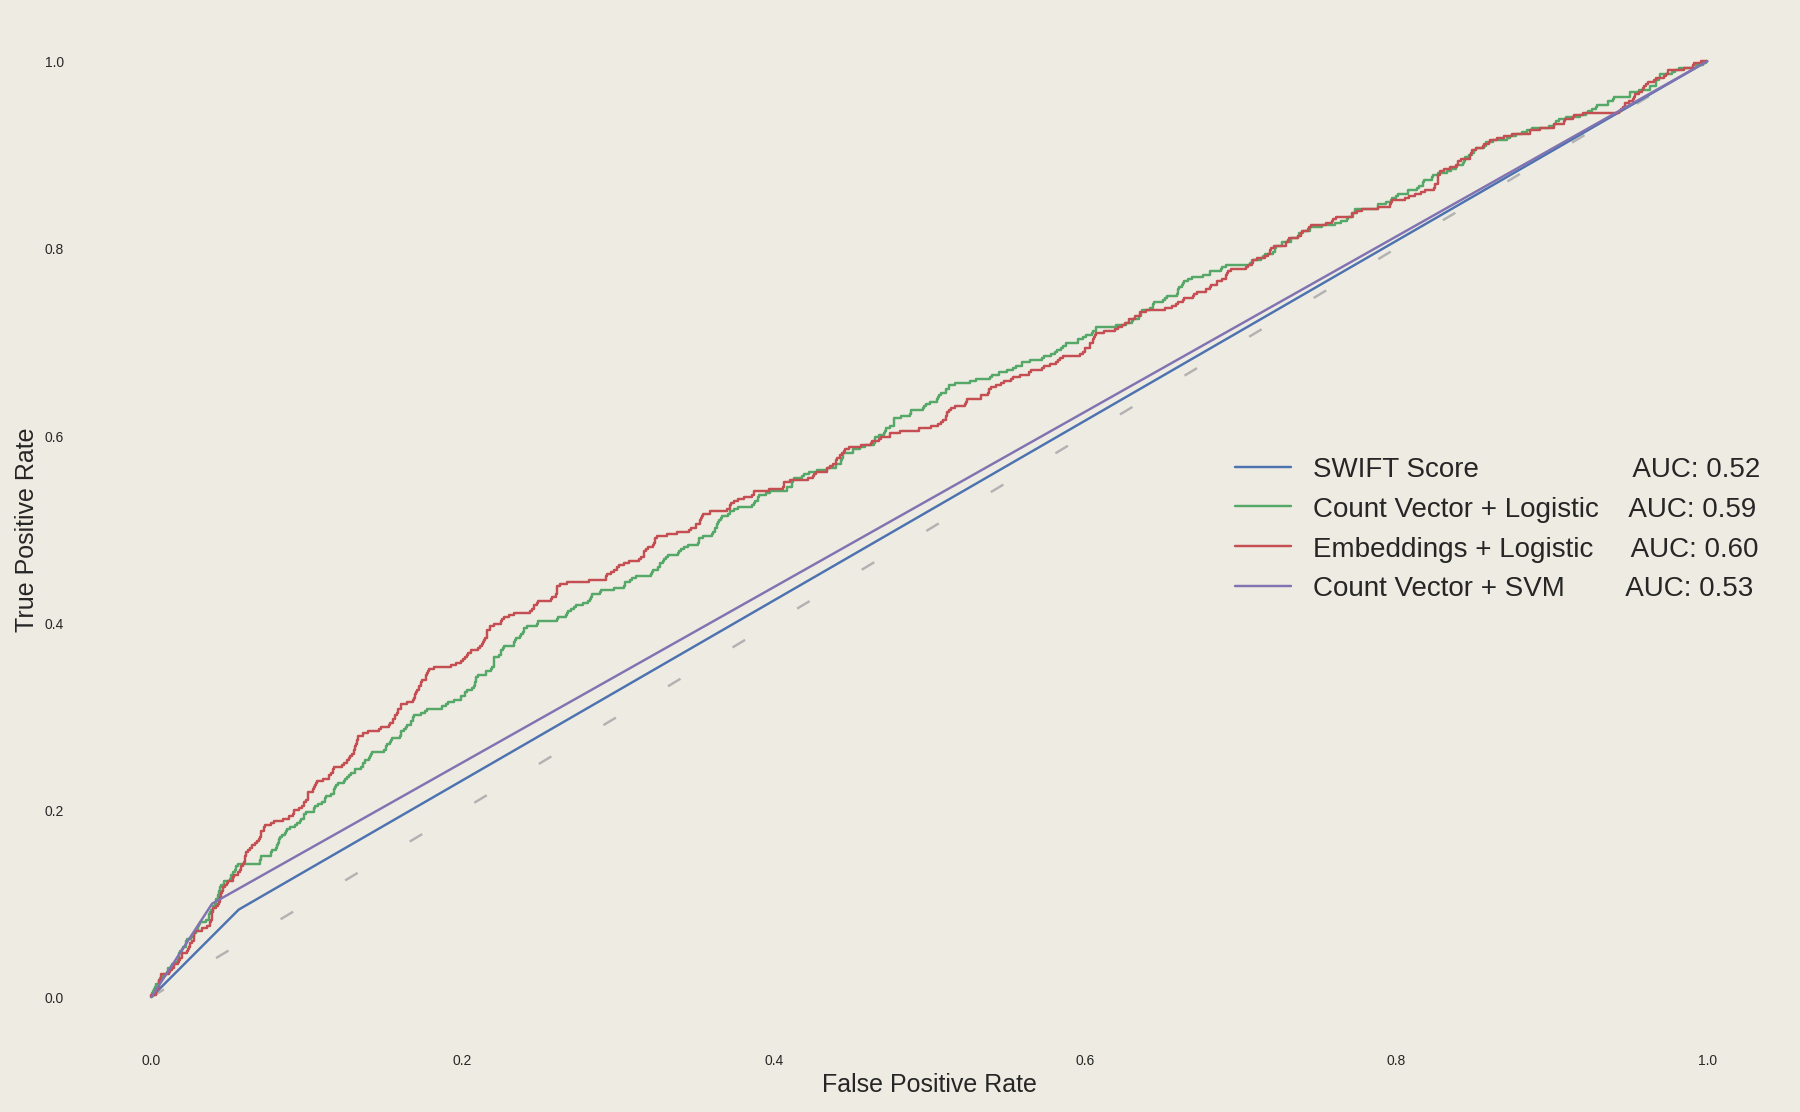 1.0
0.8
0.6
0.4
0.2
0.0
True Positive Rate
SWIFT Score AUC: 0.52
Count Vector + Logistic AUC: 0.59
Embeddings + Logistic AUC: 0.60
Count Vector + SVM AUC: 0.53
0.0 0.2 0.4 0.6 0.8 1.0
False Positive Rate